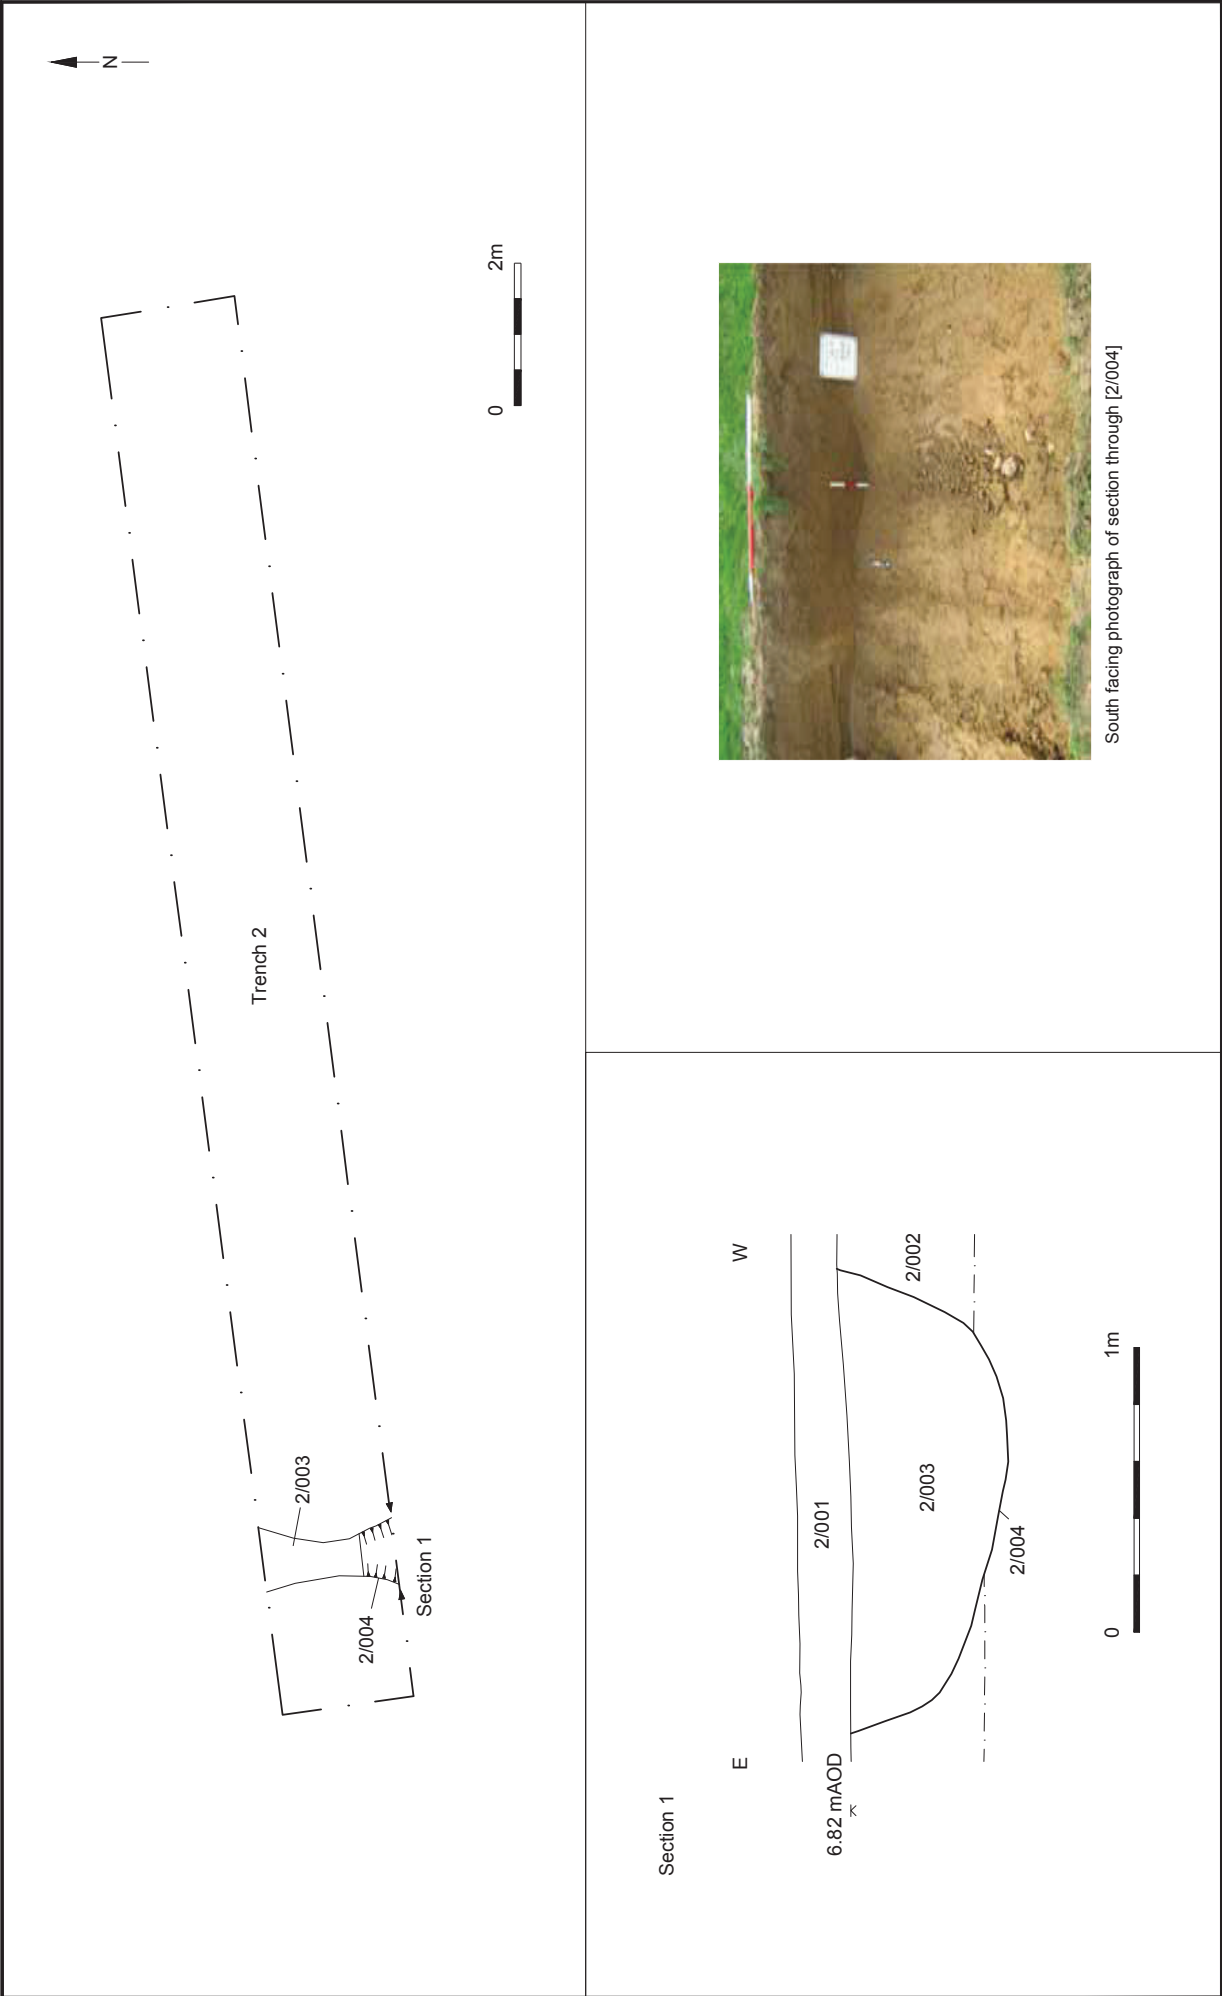 N
Trench 2
2/003
2/004
Section 1
0
2m
Section 1
E
W
6.82 mAOD
2/001
2/002
2/003
2/004
0
1m
South facing photograph of section through [2/004]